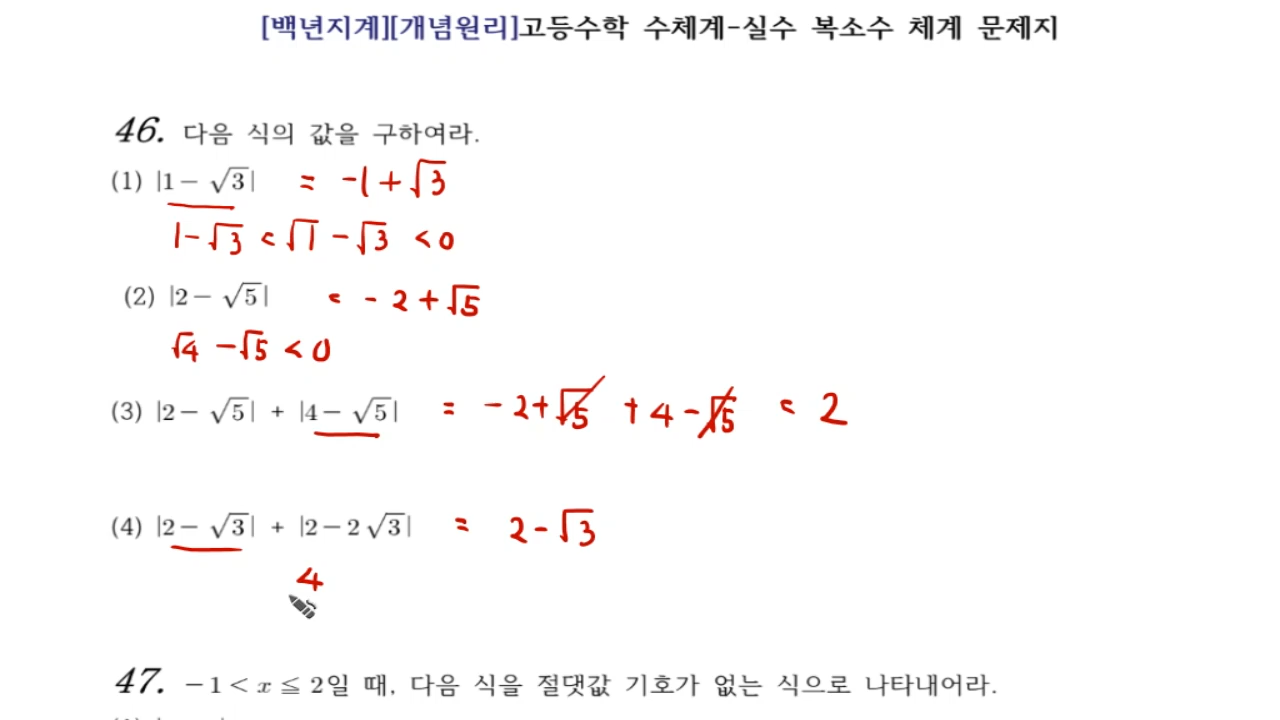 [백년지계][개념원리]고등수학 수체계-실수 복소수 체계 문제지
46. 다음 식의 값을 구하여라.
(1) |1 - √3| = -1 + √3
1 - √3 = √1 - √3 < 0
(2) |2 - √5| = - 2 + √5
√4 - √5 < 0
(3) |2 - √5| + |4 - √5| = - 2 + √5 + 4 - √5 = 2
(4) |2 - √3| + |2 - 2√3| = 2 - √3
4
47. -1 < x ≦ 2일 때, 다음 식을 절댓값 기호가 없는 식으로 나타내어라.